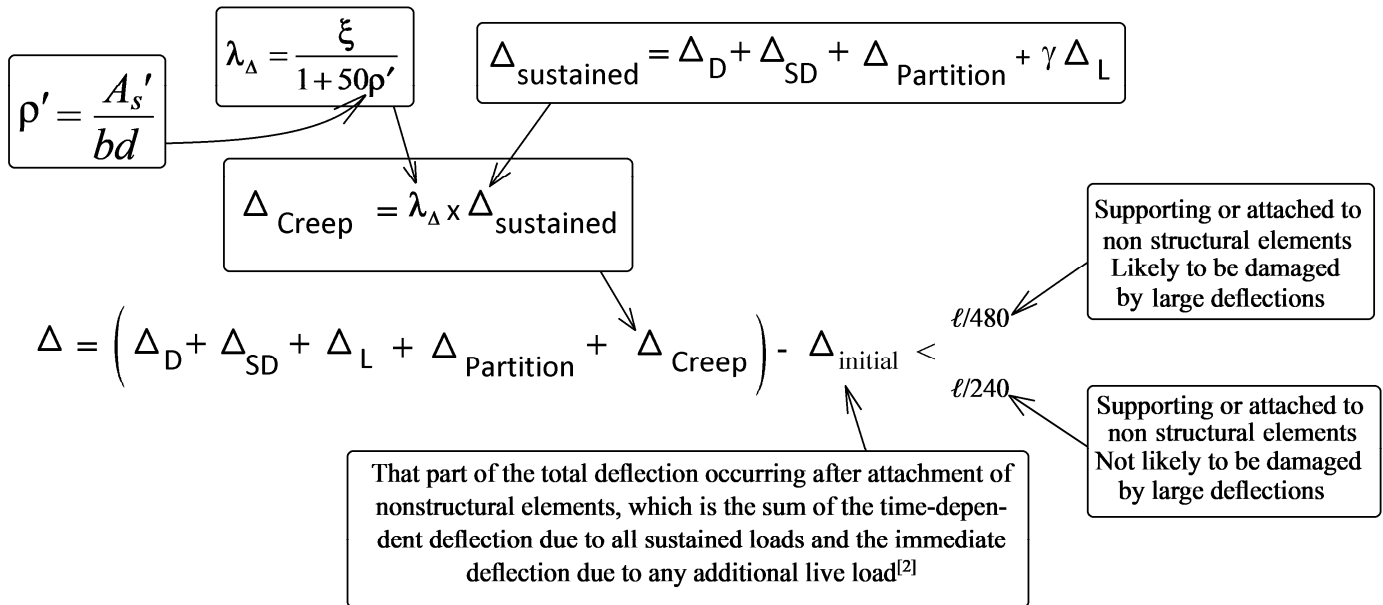 λ_Δ = ξ / (1+50ρ′)
Δ_sustained = Δ_D + Δ_SD + Δ_Partition + γ Δ_L
ρ′ = A_s′ / bd
Δ_Creep = λ_Δ x Δ_sustained
Supporting or attached to
non structural elements
Likely to be damaged
by large deflections
Δ = (Δ_D + Δ_SD + Δ_L + Δ_Partition + Δ_Creep) - Δ_initial <
ℓ/480
ℓ/240
Supporting or attached to
non structural elements
Not likely to be damaged
by large deflections
That part of the total deflection occurring after attachment of
nonstructural elements, which is the sum of the time-depen-
dent deflection due to all sustained loads and the immediate
deflection due to any additional live load[2]